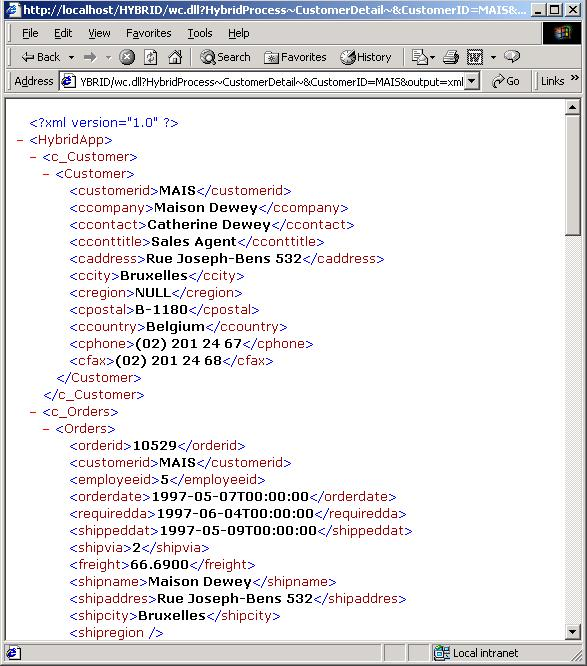 http://localhost/HYBRID/wc.dll?HybridProcess~CustomerDetail~&CustomerID=MAIS&...
File Edit View Favorites Tools Help
Back Search Favorites History
Address YBRID/wc.dll?HybridProcess~CustomerDetail~&CustomerID=MAIS&output=xml Go Links »
<?xml version="1.0" ?>
- <HybridApp>
- <c_Customer>
- <Customer>
<customerid>MAIS</customerid>
<ccompany>Maison Dewey</ccompany>
<ccontact>Catherine Dewey</ccontact>
<cconttitle>Sales Agent</cconttitle>
<caddress>Rue Joseph-Bens 532</caddress>
<ccity>Bruxelles</ccity>
<cregion>NULL</cregion>
<cpostal>B-1180</cpostal>
<ccountry>Belgium</ccountry>
<cphone>(02) 201 24 67</cphone>
<cfax>(02) 201 24 68</cfax>
</Customer>
</c_Customer>
- <c_Orders>
- <Orders>
<orderid>10529</orderid>
<customerid>MAIS</customerid>
<employeeid>5</employeeid>
<orderdate>1997-05-07T00:00:00</orderdate>
<requiredda>1997-06-04T00:00:00</requiredda>
<shippeddat>1997-05-09T00:00:00</shippeddat>
<shipvia>2</shipvia>
<freight>66.6900</freight>
<shipname>Maison Dewey</shipname>
<shipaddres>Rue Joseph-Bens 532</shipaddres>
<shipcity>Bruxelles</shipcity>
<shipregion />
Local intranet